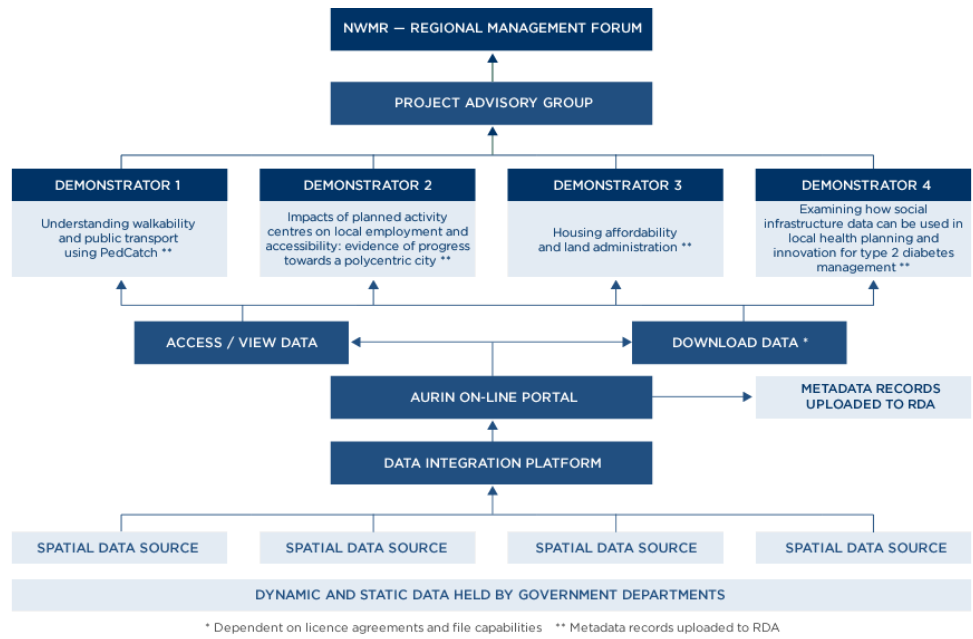 NWMR — REGIONAL MANAGEMENT FORUM
PROJECT ADVISORY GROUP
DEMONSTRATOR 1
Understanding walkability
and public transport
using PedCatch **
DEMONSTRATOR 2
Impacts of planned activity
centres on local employment and
accessibility: evidence of progress
towards a polycentric city **
DEMONSTRATOR 3
Housing affordability
and land administration **
DEMONSTRATOR 4
Examining how social
infrastructure data can be used in
local health planning and
innovation for type 2 diabetes
management **
ACCESS / VIEW DATA
DOWNLOAD DATA *
AURIN ON-LINE PORTAL
METADATA RECORDS
UPLOADED TO RDA
DATA INTEGRATION PLATFORM
SPATIAL DATA SOURCE
SPATIAL DATA SOURCE
SPATIAL DATA SOURCE
SPATIAL DATA SOURCE
DYNAMIC AND STATIC DATA HELD BY GOVERNMENT DEPARTMENTS
* Dependent on licence agreements and file capabilities ** Metadata records uploaded to RDA